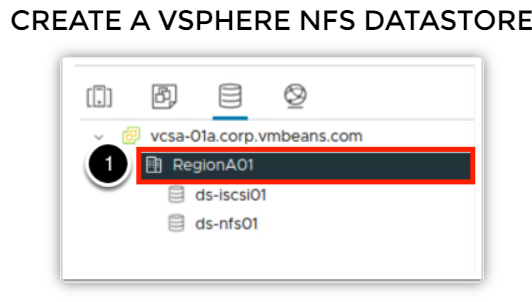 CREATE A VSPHERE NFS DATASTORE
vcsa-01a.corp.vmbeans.com
1
RegionA01
ds-iscsi01
ds-nfs01